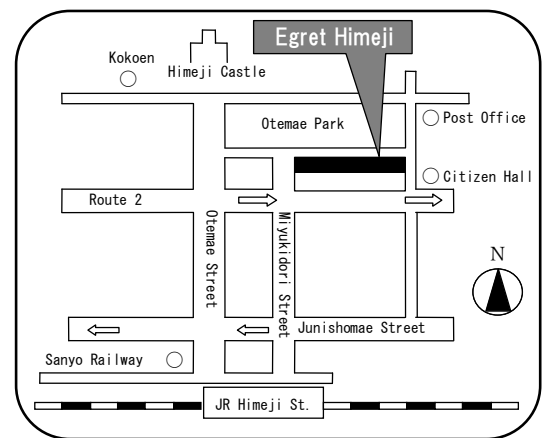 Egret Himeji
Kokoen
Himeji Castle
Otemae Park
Post Office
Citizen Hall
Route 2
Otemae Street
Miyukidori Street
N
Junishomae Street
Sanyo Railway
JR Himeji St.